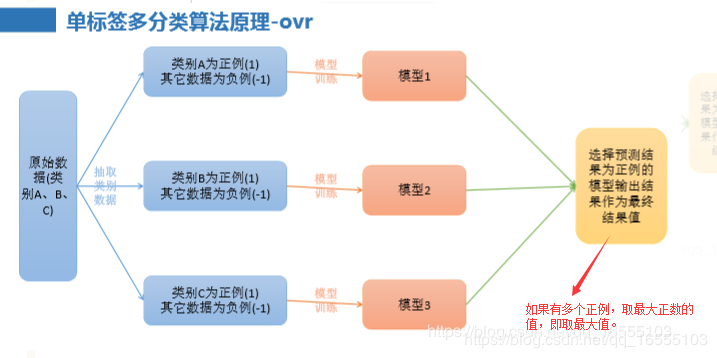 单标签多分类算法原理-ovr
原始数
据(类
别A、B、
C)
抽取
类别
数据
类别A为正例(1)
其它数据为负例(-1)
模型
训练
模型1
类别B为正例(1)
其它数据为负例(-1)
模型
训练
模型2
类别C为正例(1)
其它数据为负例(-1)
模型
训练
模型3
选择预测结
果为正例的
模型输出结
果作为最终
结果值
如果有多个正例，取最大正数的
值，即取最大值。
https://blog.csdn.net/qq_16555103